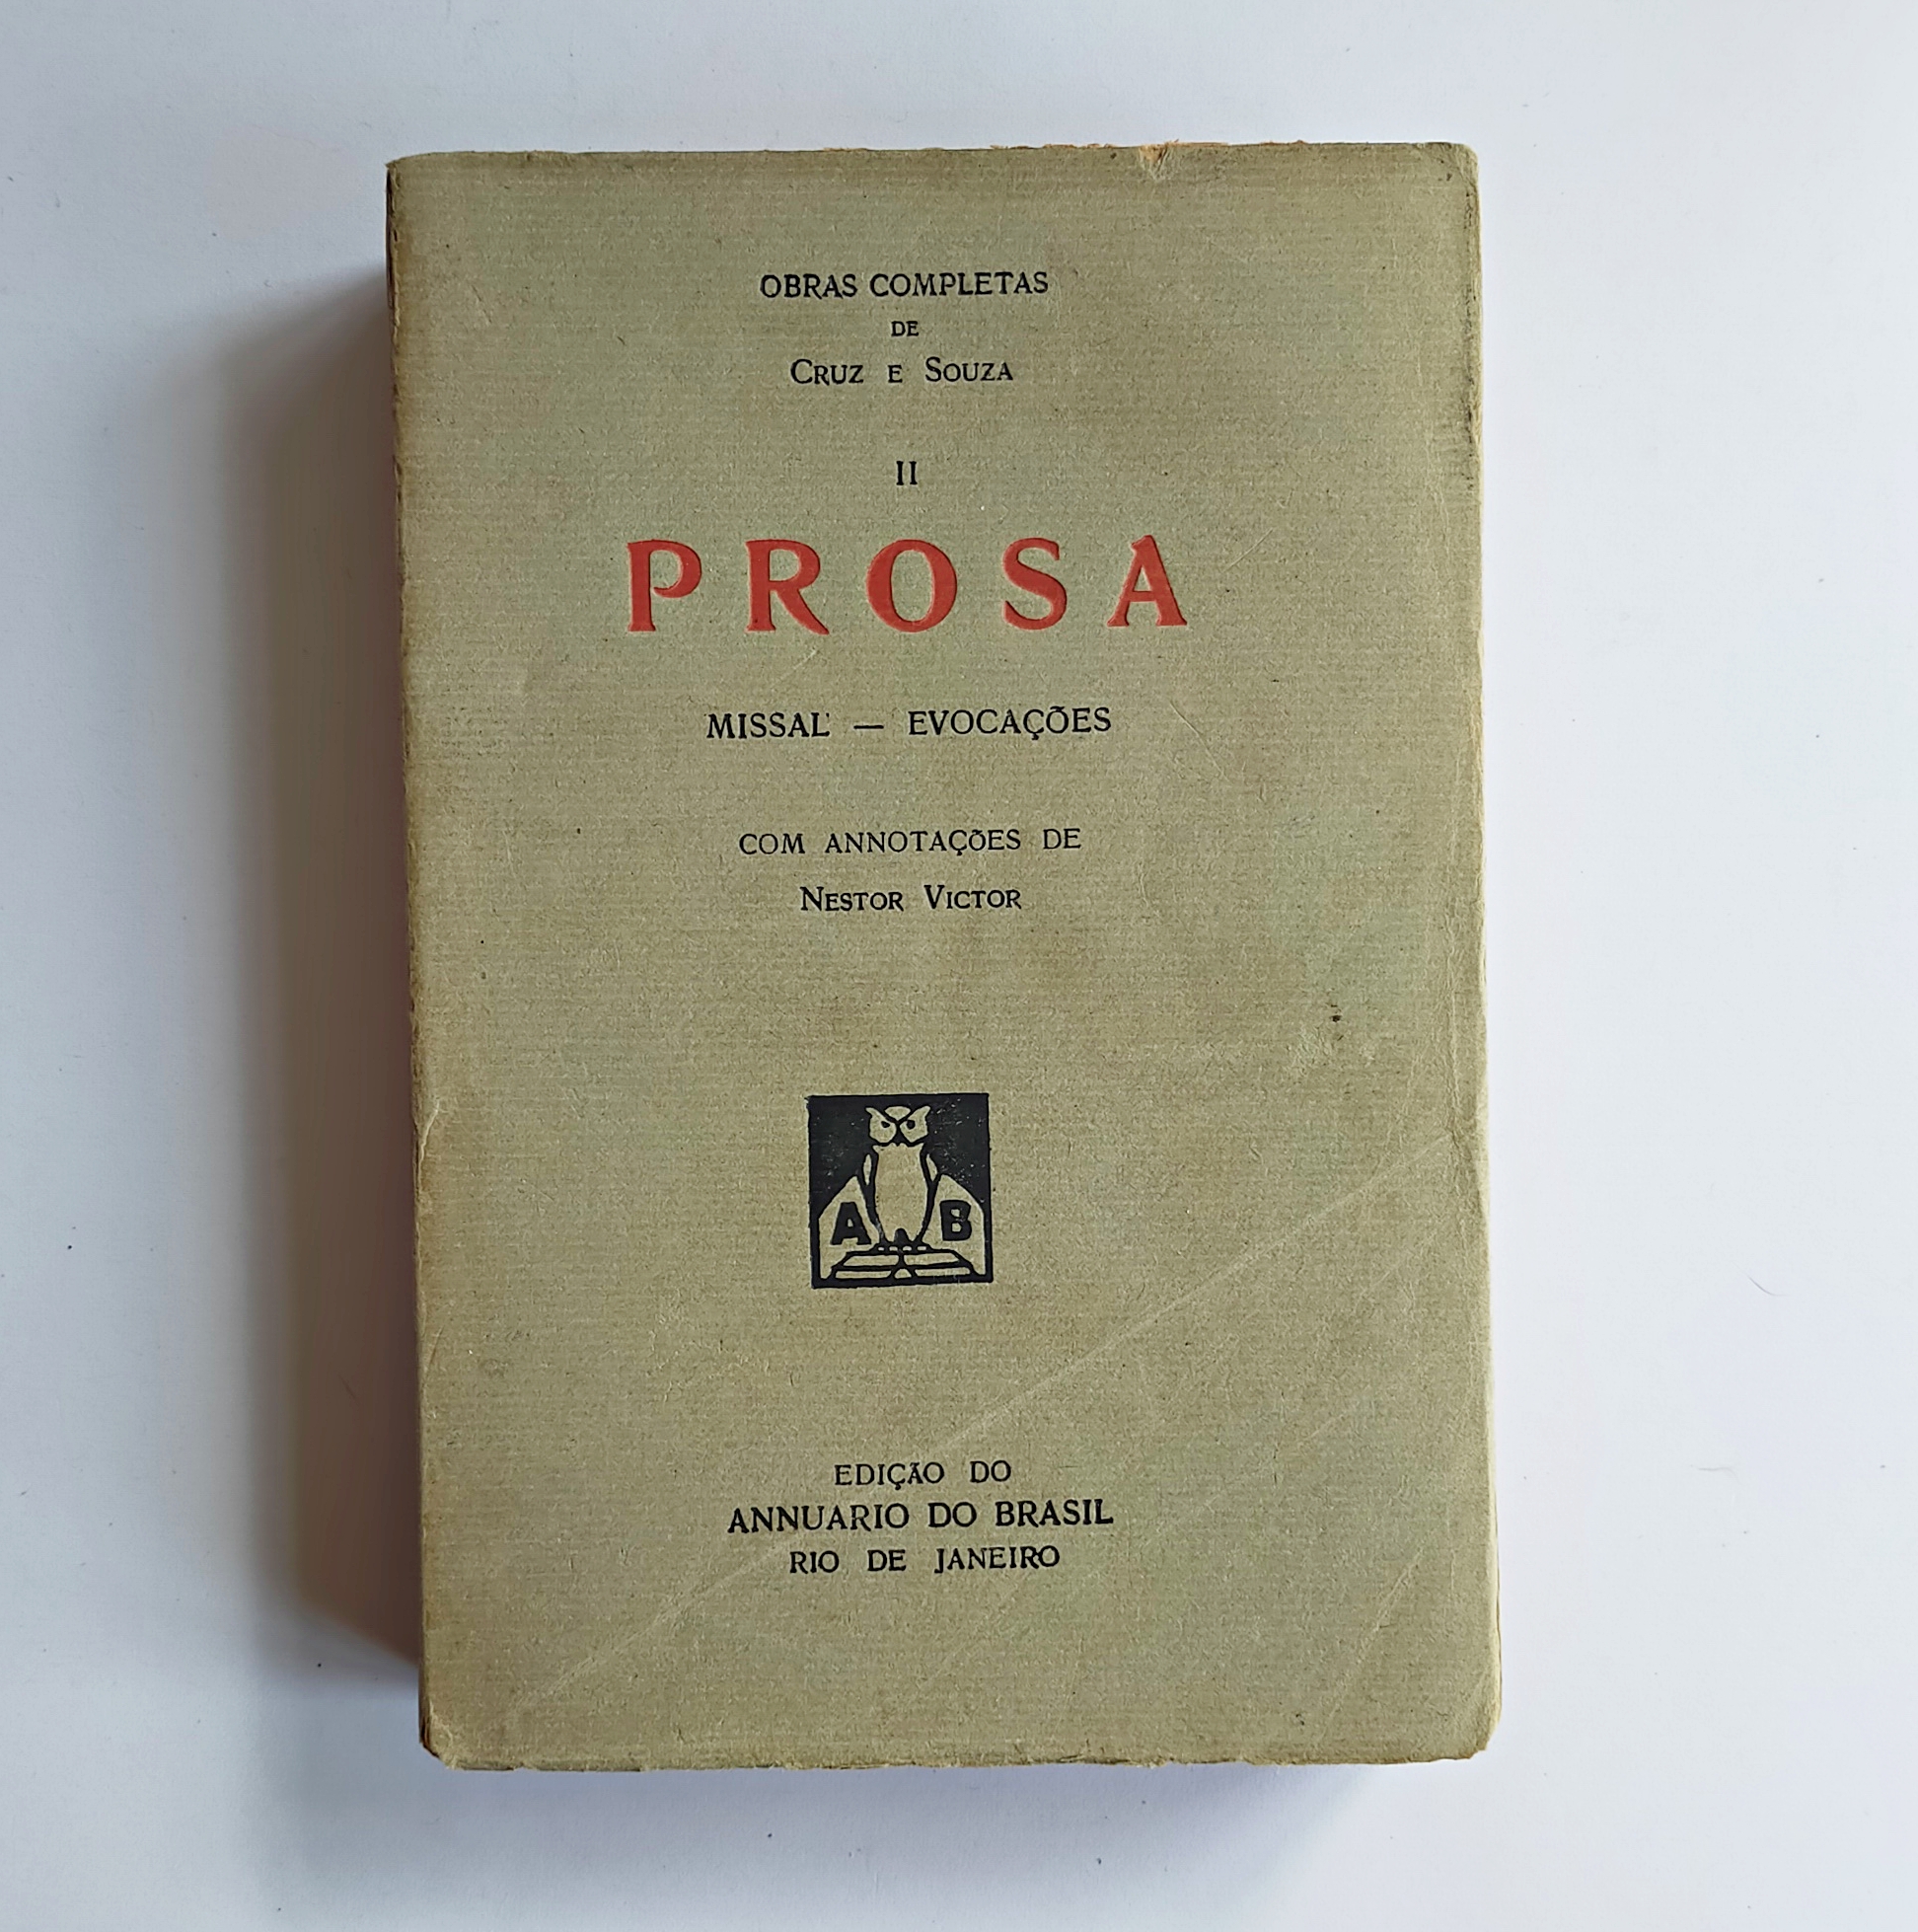 OBRAS COMPLETAS
DE
CRUZ E SOUZA
II
PROSA
MISSAL — EVOCAÇÕES
COM ANNOTAÇÕES DE
NESTOR VICTOR
A B
EDIÇÃO DO
ANNUARIO DO BRASIL
RIO DE JANEIRO